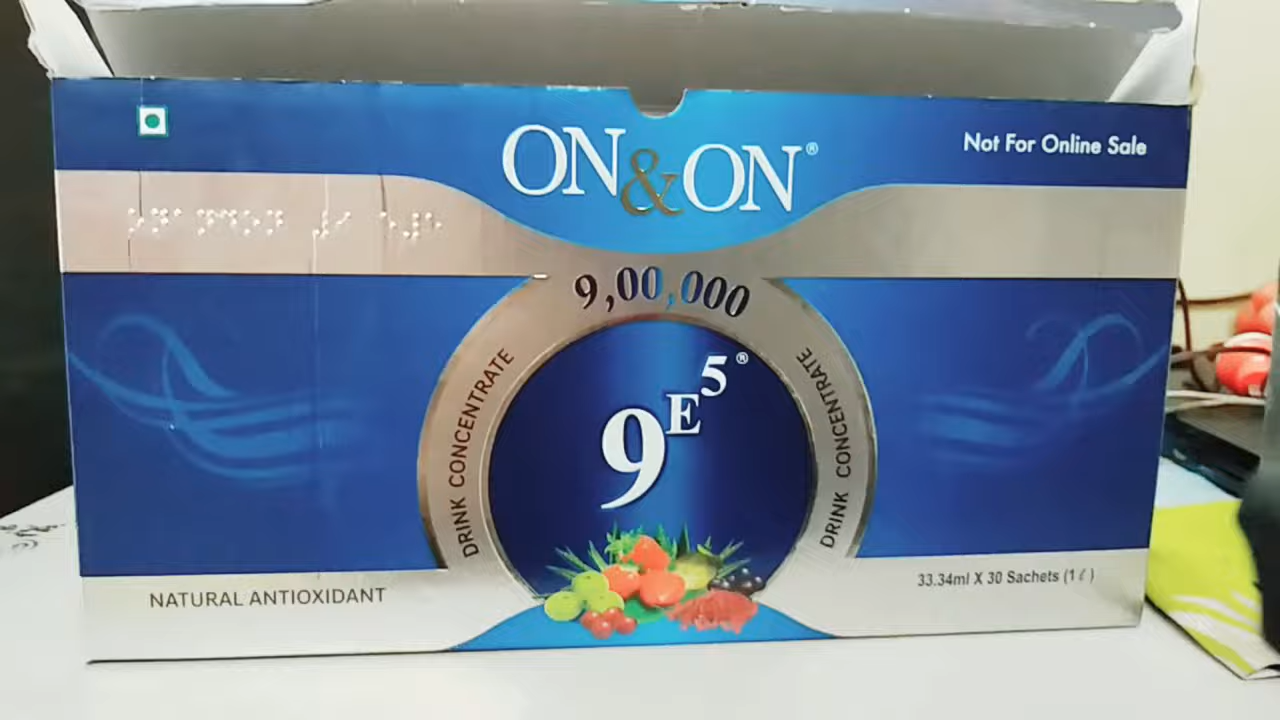 ON&ON®
Not For Online Sale
9,00,000
DRINK CONCENTRATE
9E5®
DRINK CONCENTRATE
NATURAL ANTIOXIDANT
33.34ml X 30 Sachets (1 ℓ)